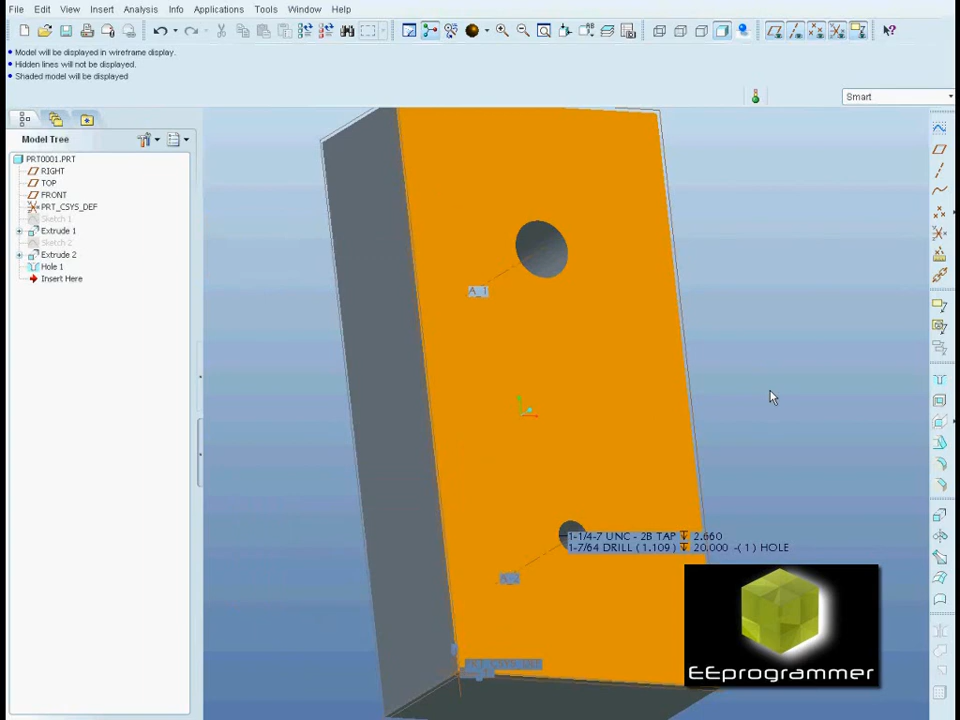 File Edit View Insert Analysis Info Applications Tools Window Help
Model will be displayed in wireframe display.
Hidden lines will not be displayed.
Shaded model will be displayed
Smart
Model Tree
PRT0001.PRT
RIGHT
TOP
FRONT
PRT_CSYS_DEF
Sketch 1
Extrude 1
Sketch 2
Extrude 2
Hole 1
Insert Here
A_1
1-1/4-7 UNC - 2B TAP ↧ 2.660
1-7/64 DRILL ( 1.109 ) ↧ 20.000 -( 1 ) HOLE
A_2
PRT_CSYS_DEF
EEprogrammer